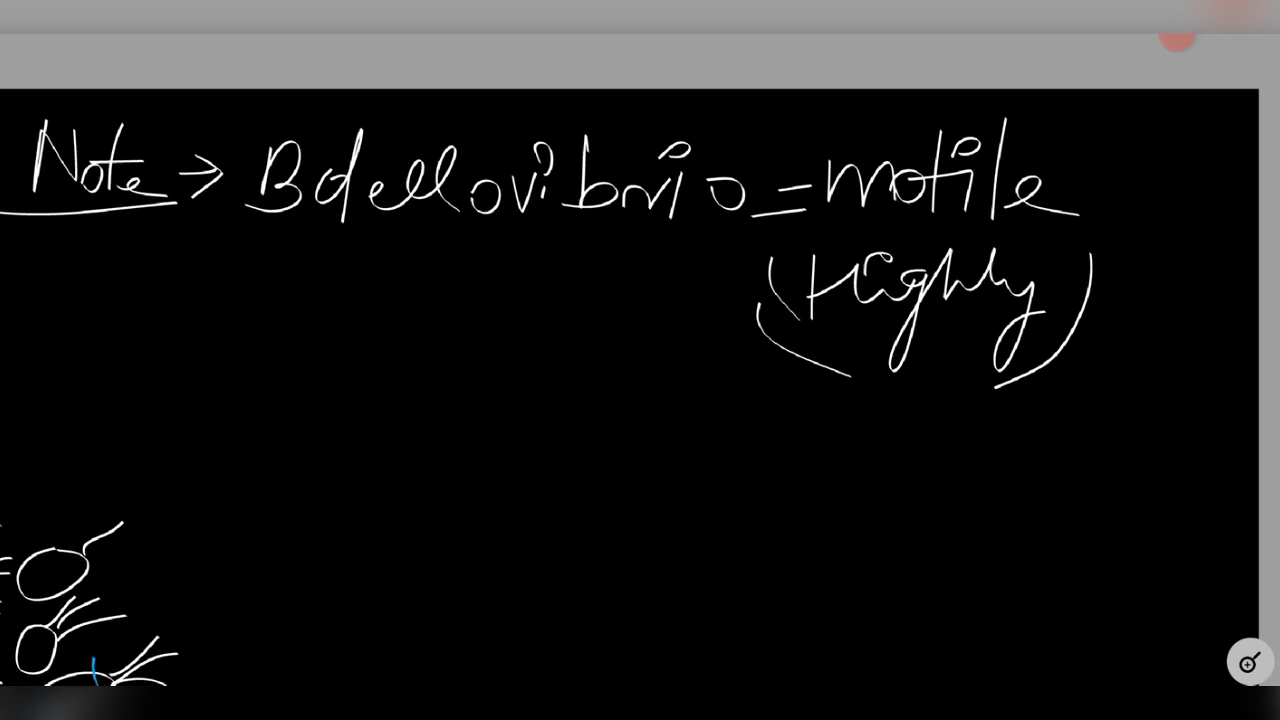 Note → Bdellovibrio = motile
(Highly)